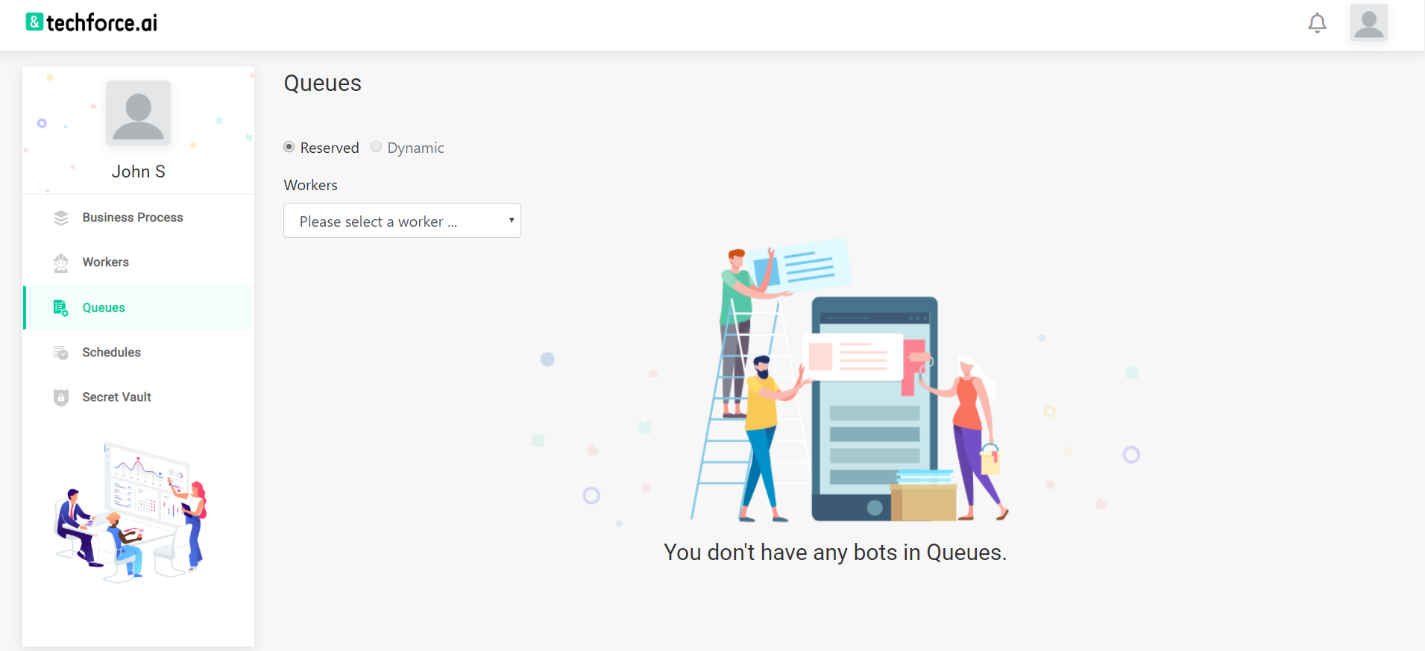 & techforce.ai
John S
Business Process
Workers
Queues
Schedules
Secret Vault
Queues
Reserved Dynamic
Workers
Please select a worker ...
You don't have any bots in Queues.